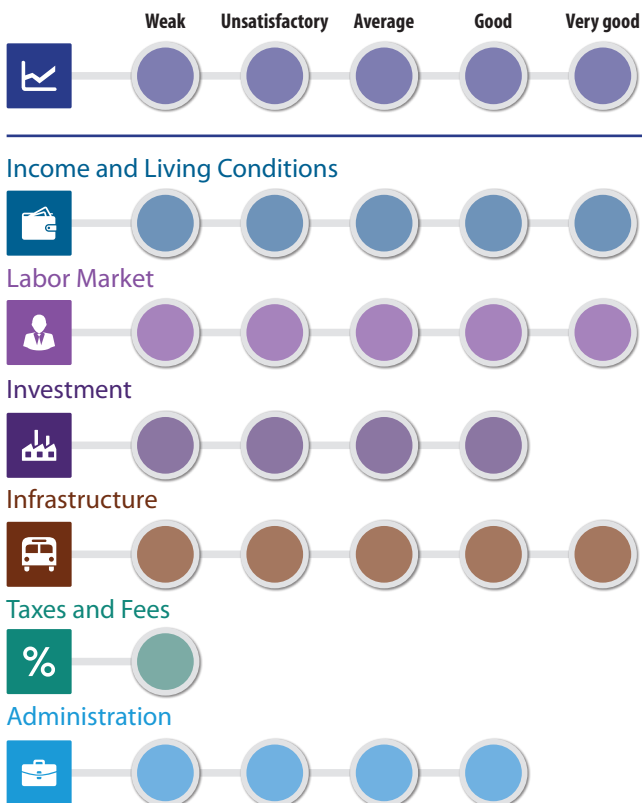 Weak Unsatisfactory Average Good Very good
Income and Living Conditions
Labor Market
Investment
Infrastructure
Taxes and Fees
%
Administration